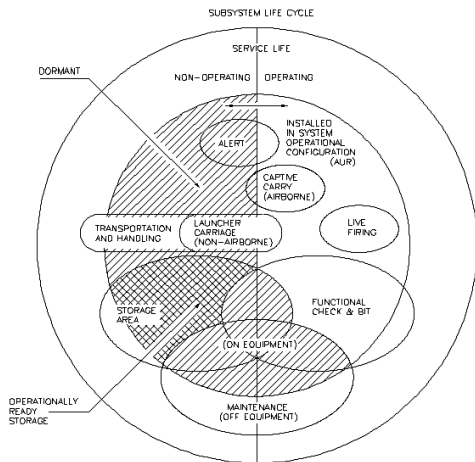 SUBSYSTEM LIFE CYCLE
SERVICE LIFE
NON-OPERATING OPERATING
DORMANT
INSTALLED
IN SYSTEM
OPERATIONAL
CONFIGURATION
(AUR)
ALERT
CAPTIVE
CARRY
(AIRBORNE)
TRANSPORTATION
AND HANDLING
LAUNCHER
CARRIAGE
(NON-AIRBORNE)
LIVE
FIRING
STORAGE
AREA
FUNCTIONAL
CHECK & BIT
(ON EQUIPMENT)
OPERATIONALLY
READY
STORAGE
MAINTENANCE
(OFF EQUIPMENT)